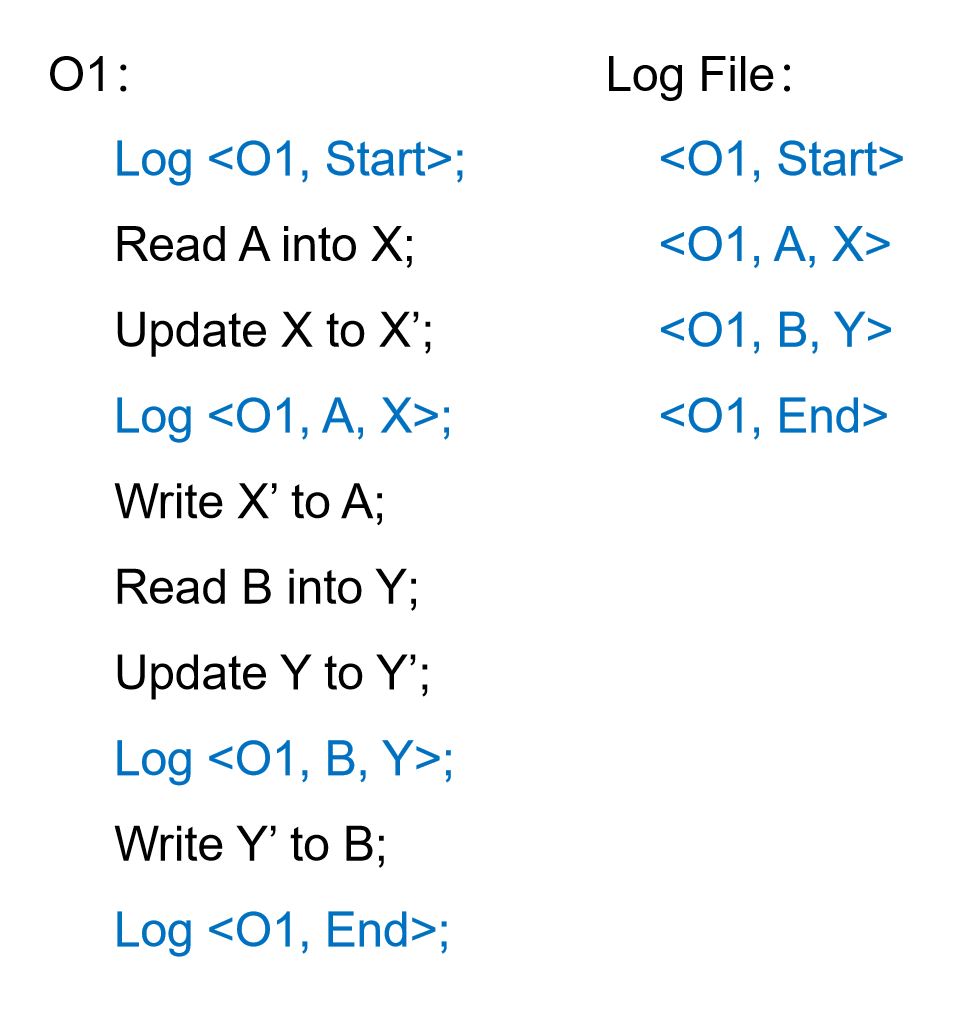 O1:
Log <O1, Start>;
Read A into X;
Update X to X’;
Log <O1, A, X>;
Write X’ to A;
Read B into Y;
Update Y to Y’;
Log <O1, B, Y>;
Write Y’ to B;
Log <O1, End>;
Log File:
<O1, Start>
<O1, A, X>
<O1, B, Y>
<O1, End>